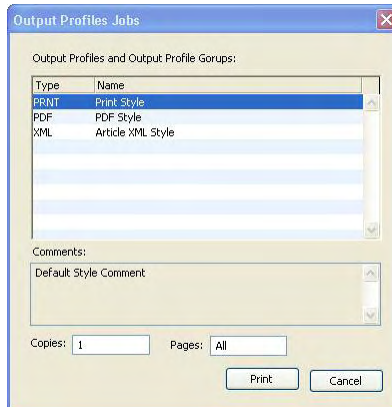 Output Profiles Jobs
Output Profiles and Output Profile Gorups:
Type Name
PRNT Print Style
PDF PDF Style
XML Article XML Style
Comments:
Default Style Comment
Copies: 1 Pages: All
Print Cancel